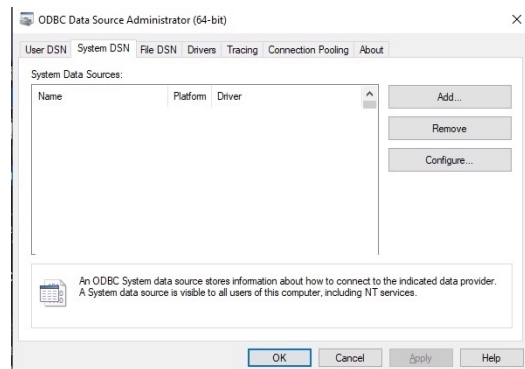 ODBC Data Source Administrator (64-bit)
User DSN System DSN File DSN Drivers Tracing Connection Pooling About
System Data Sources:
Name Platform Driver
Add...
Remove
Configure...
An ODBC System data source stores information about how to connect to the indicated data provider.
A System data source is visible to all users of this computer, including NT services.
OK Cancel Apply Help